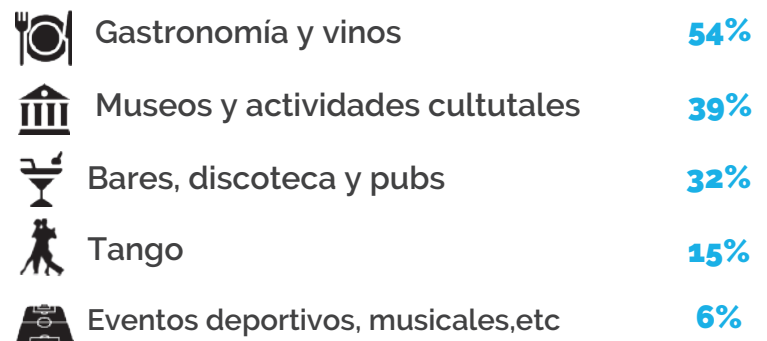 Gastronomía y vinos 54%
Museos y actividades cultutales 39%
Bares, discoteca y pubs 32%
Tango 15%
Eventos deportivos, musicales,etc 6%